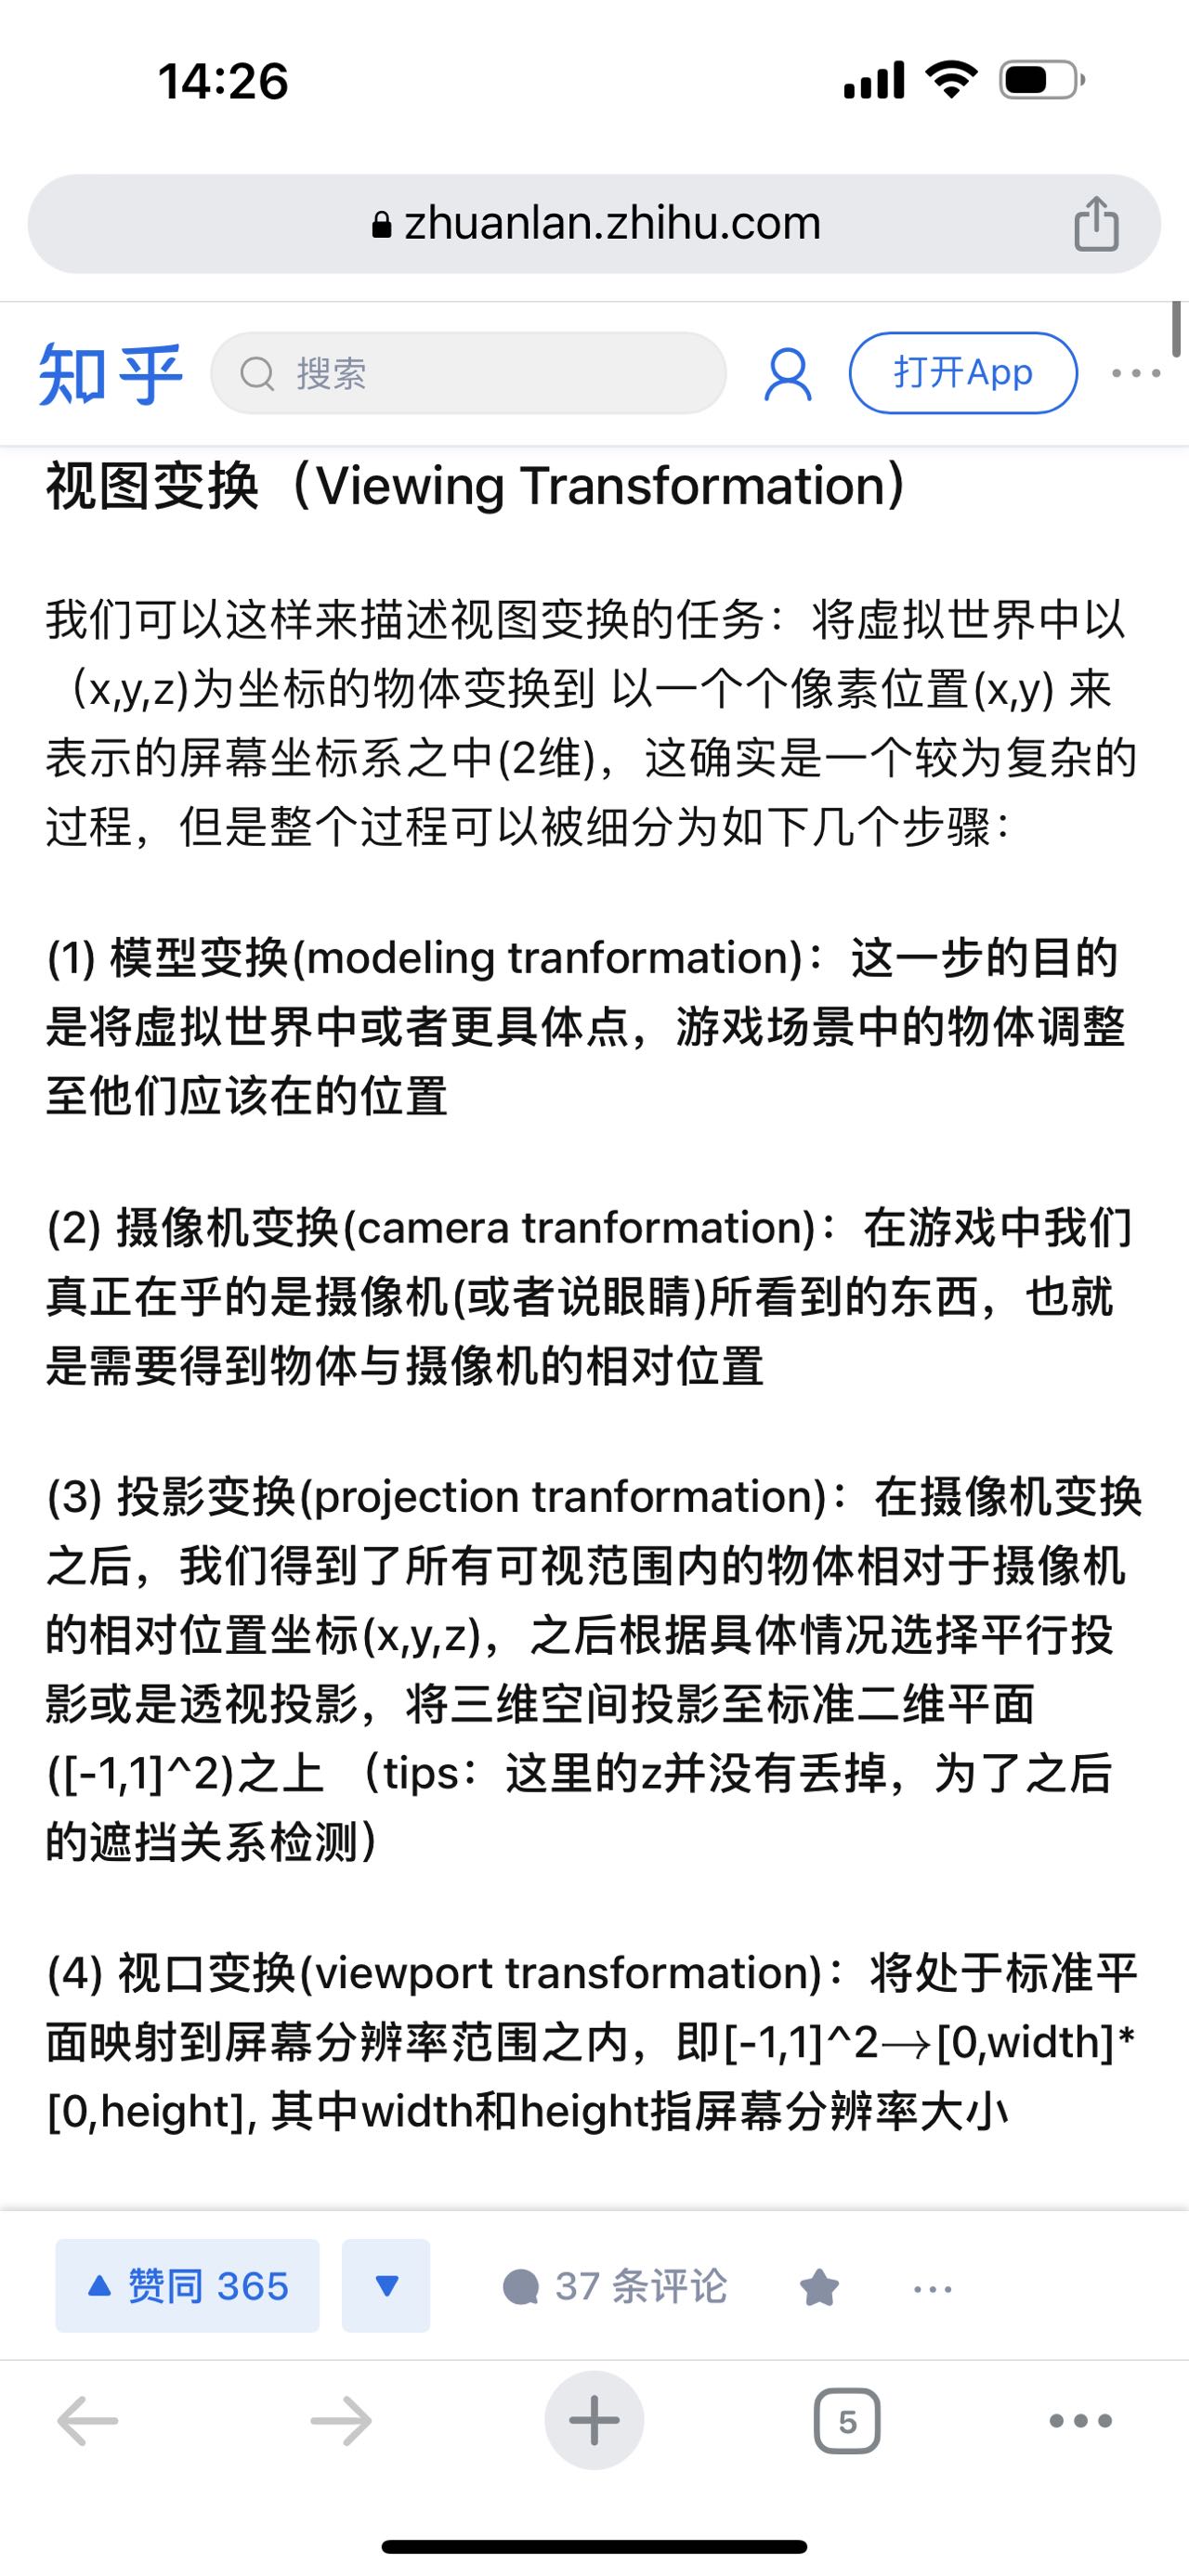 14:26
zhuanlan.zhihu.com
知乎 搜索 打开App
视图变换（Viewing Transformation）
我们可以这样来描述视图变换的任务：将虚拟世界中以
（x,y,z)为坐标的物体变换到 以一个个像素位置(x,y) 来
表示的屏幕坐标系之中(2维)，这确实是一个较为复杂的
过程，但是整个过程可以被细分为如下几个步骤：
(1) 模型变换(modeling tranformation)：这一步的目的
是将虚拟世界中或者更具体点，游戏场景中的物体调整
至他们应该在的位置
(2) 摄像机变换(camera tranformation)：在游戏中我们
真正在乎的是摄像机(或者说眼睛)所看到的东西，也就
是需要得到物体与摄像机的相对位置
(3) 投影变换(projection tranformation)：在摄像机变换
之后，我们得到了所有可视范围内的物体相对于摄像机
的相对位置坐标(x,y,z)，之后根据具体情况选择平行投
影或是透视投影，将三维空间投影至标准二维平面
([-1,1]^2)之上 （tips：这里的z并没有丢掉，为了之后
的遮挡关系检测）
(4) 视口变换(viewport transformation)：将处于标准平
面映射到屏幕分辨率范围之内，即[-1,1]^2→[0,width]*
[0,height], 其中width和height指屏幕分辨率大小
赞同 365 37 条评论
5